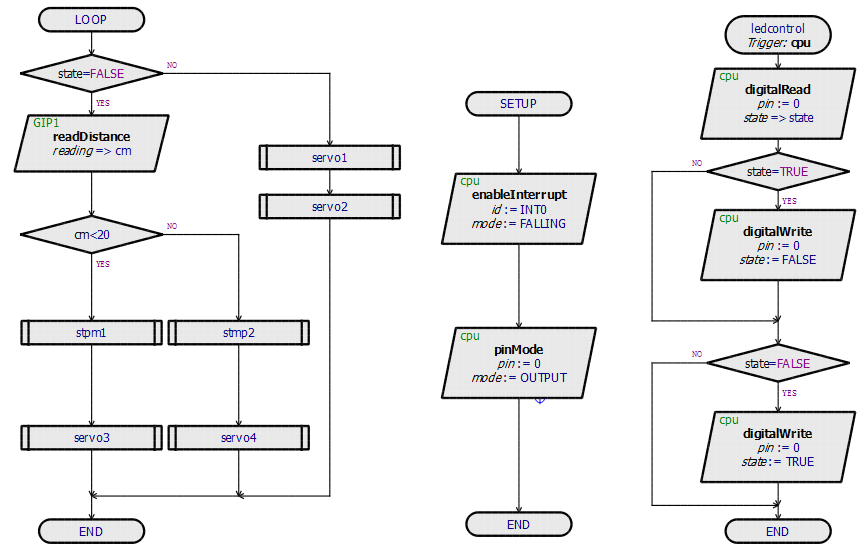 LOOP
state=FALSE
NO
YES
GIP1
readDistance
reading => cm
servo1
servo2
cm<20
NO
YES
stpm1
stmp2
servo3
servo4
END
SETUP
cpu
enableInterrupt
id := INT0
mode := FALLING
cpu
pinMode
pin := 0
mode := OUTPUT
END
ledcontrol
Trigger: cpu
cpu
digitalRead
pin := 0
state => state
NO
state=TRUE
YES
cpu
digitalWrite
pin := 0
state := FALSE
NO
state=FALSE
YES
cpu
digitalWrite
pin := 0
state := TRUE
END